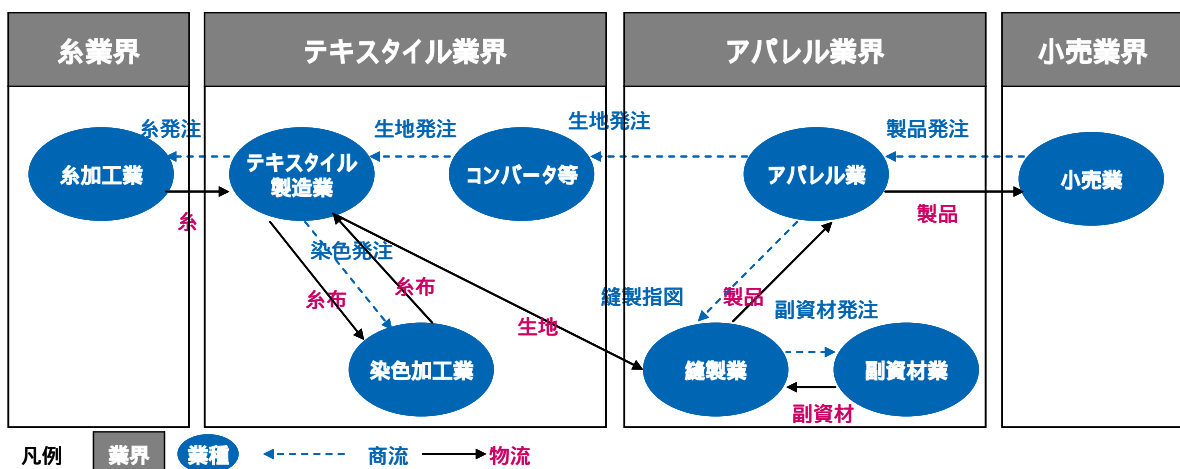 糸業界
テキスタイル業界
アパレル業界
小売業界
糸発注
生地発注
生地発注
製品発注
糸加工業
テキスタイル
製造業
コンバータ等
アパレル業
小売業
糸
製品
染色発注
糸布
糸布
生地
縫製指図
製品
副資材発注
染色加工業
縫製業
副資材業
副資材
凡例
業界
業種
商流
物流